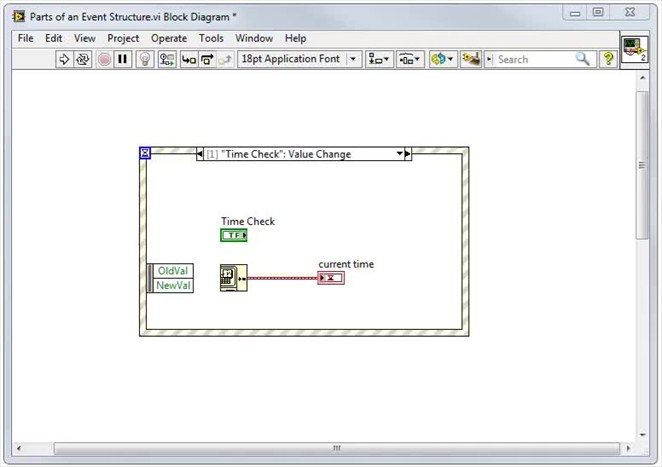 Parts of an Event Structure.vi Block Diagram *
File Edit View Project Operate Tools Window Help
18pt Application Font Search ? 2
[1] "Time Check": Value Change
Time Check
TF
current time
OldVal
NewVal